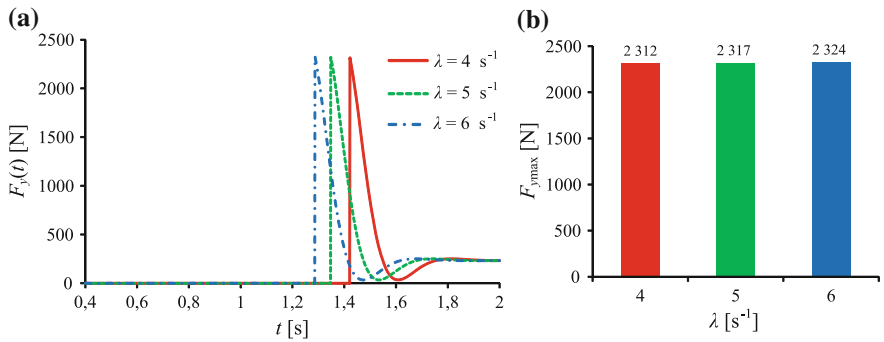 (a)
F_y(t) [N]
2500
2000
1500
1000
500
0
0,4 0,6 0,8 1 1,2 1,4 1,6 1,8 2
t [s]
λ = 4 s⁻¹
λ = 5 s⁻¹
λ = 6 s⁻¹
(b)
F_ymax [N]
2500
2000
1500
1000
500
0
2 312 2 317 2 324
4 5 6
λ [s⁻¹]